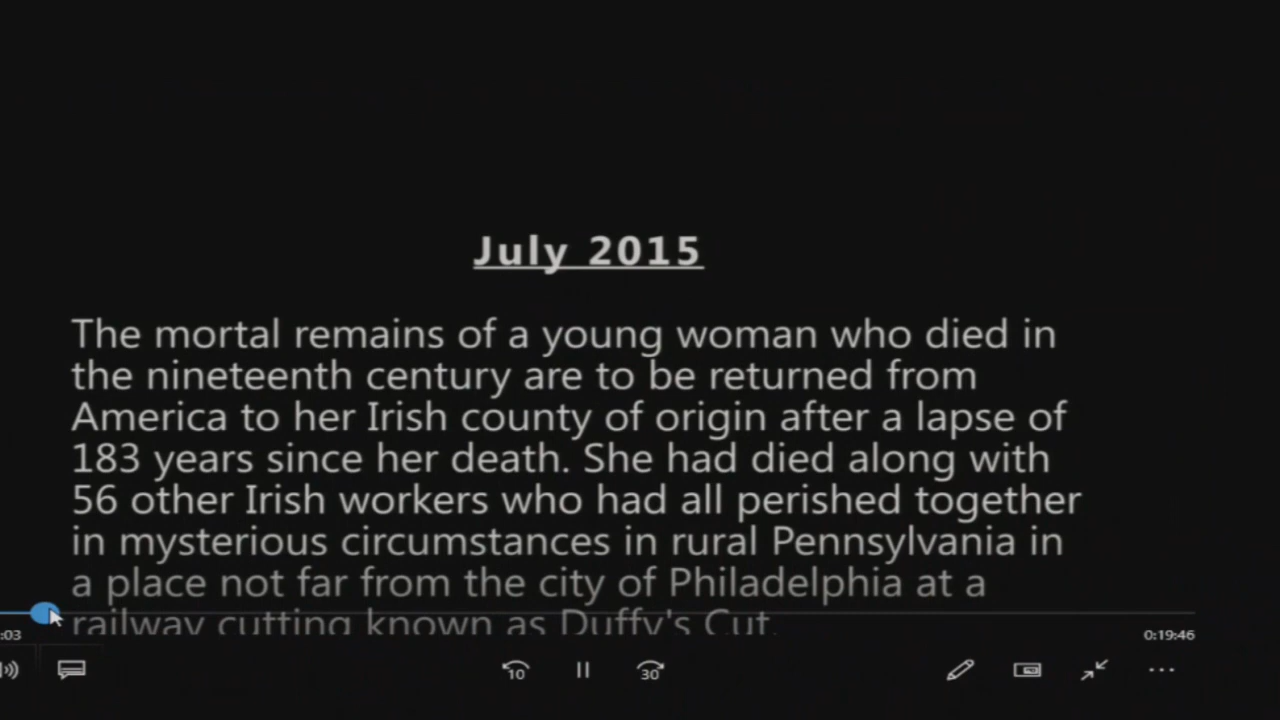 July 2015
The mortal remains of a young woman who died in
the nineteenth century are to be returned from
America to her Irish county of origin after a lapse of
183 years since her death. She had died along with
56 other Irish workers who had all perished together
in mysterious circumstances in rural Pennsylvania in
a place not far from the city of Philadelphia at a
railway cutting known as Duffy's Cut.
:03 0:19:46
10 30